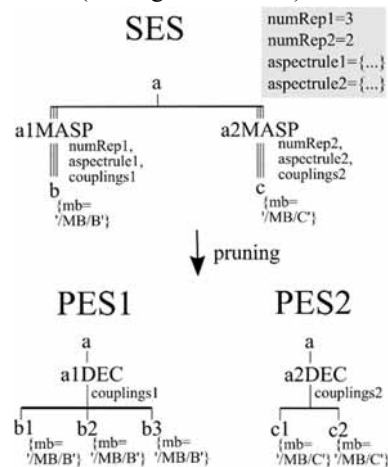 SES
numRep1=3
numRep2=2
aspectrule1={...}
aspectrule2={...}
a
a1MASP
numRep1,
aspectrule1,
couplings1
b
{mb=
'/MB/B'}
a2MASP
numRep2,
aspectrule2,
couplings2
c
{mb=
'/MB/C'}
pruning
PES1
a
a1DEC
couplings1
b1 b2 b3
{mb= {mb= {mb=
'/MB/B'} '/MB/B'} '/MB/B'}
PES2
a
a2DEC
couplings2
c1 c2
{mb= {mb=
'/MB/C'} '/MB/C'}